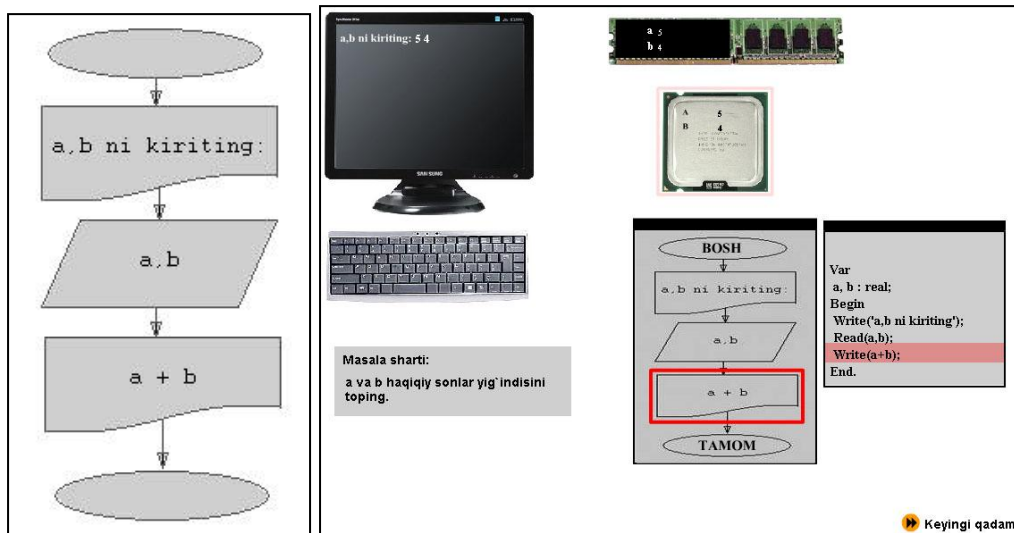 a,b ni kiriting:
a,b
a + b
a,b ni kiriting: 5 4
SAMSUNG
a 5
b 4
A 5
B 4
Masala sharti:
a va b haqiqiy sonlar yig`indisini
toping.
BOSH
a,b ni kiriting:
a,b
a + b
TAMOM
Var
a, b : real;
Begin
Write('a,b ni kiriting');
Read(a,b);
Write(a+b);
End.
Keyingi qadam